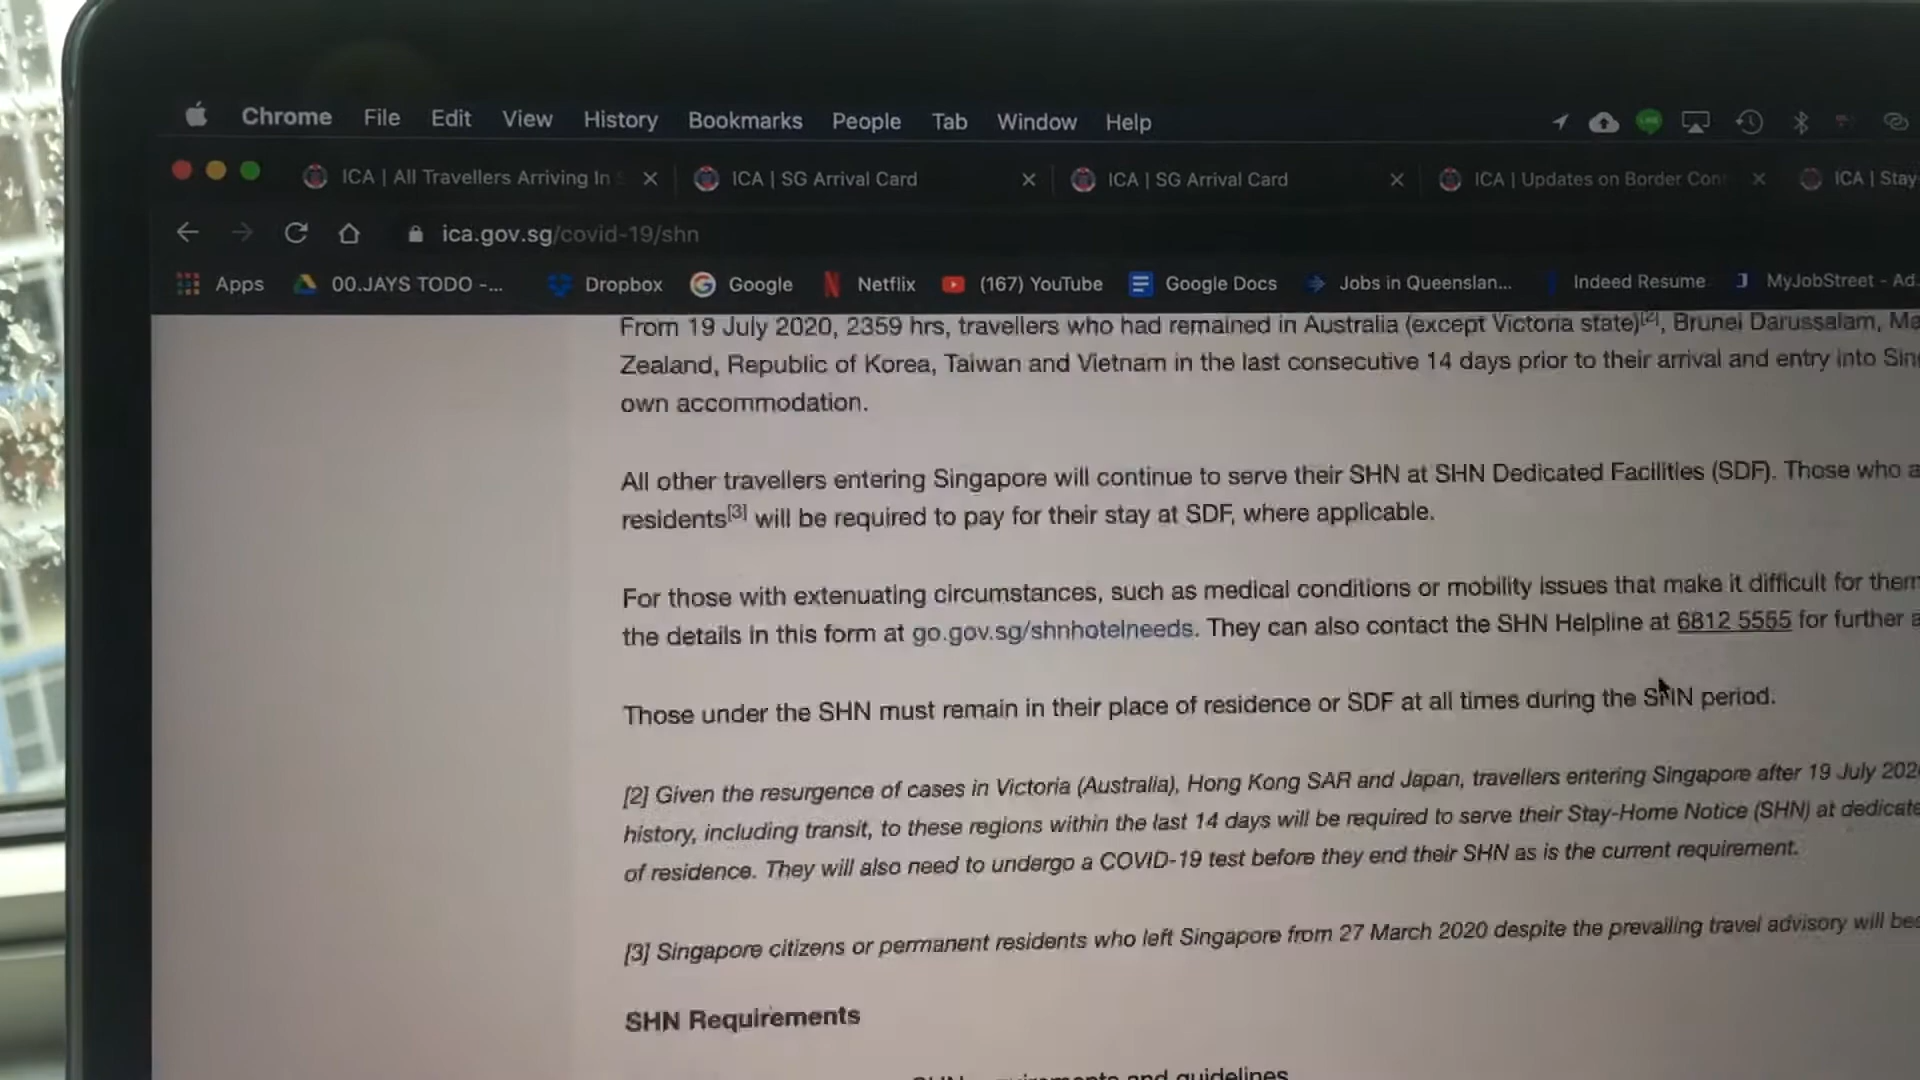 Chrome File Edit View History Bookmarks People Tab Window Help
ICA | All Travellers Arriving In ICA | SG Arrival Card ICA | SG Arrival Card ICA | Updates on Border Con ICA | Stay
ica.gov.sg/covid-19/shn
Apps 00.JAYS TODO -... Dropbox Google Netflix (167) YouTube Google Docs Jobs in Queenslan... Indeed Resume MyJobStreet - Ad.
From 19 July 2020, 2359 hrs, travellers who had remained in Australia (except Victoria state)[2], Brunei Darussalam, Ma
Zealand, Republic of Korea, Taiwan and Vietnam in the last consecutive 14 days prior to their arrival and entry into Sin
own accommodation.
All other travellers entering Singapore will continue to serve their SHN at SHN Dedicated Facilities (SDF). Those who a
residents[3] will be required to pay for their stay at SDF, where applicable.
For those with extenuating circumstances, such as medical conditions or mobility issues that make it difficult for them
the details in this form at go.gov.sg/shnhotelneeds. They can also contact the SHN Helpline at 6812 5555 for further a
Those under the SHN must remain in their place of residence or SDF at all times during the SHN period.
[2] Given the resurgence of cases in Victoria (Australia), Hong Kong SAR and Japan, travellers entering Singapore after 19 July 202
history, including transit, to these regions within the last 14 days will be required to serve their Stay-Home Notice (SHN) at dedicate
of residence. They will also need to undergo a COVID-19 test before they end their SHN as is the current requirement.
[3] Singapore citizens or permanent residents who left Singapore from 27 March 2020 despite the prevailing travel advisory will be
SHN Requirements
and guidelines